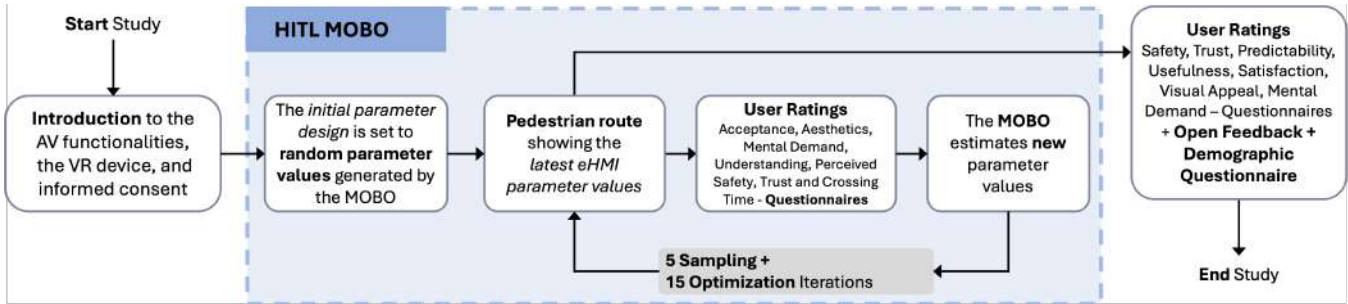 Start Study
Introduction to the
AV functionalities,
the VR device, and
informed consent
HITL MOBO
The initial parameter
design is set to
random parameter
values generated by
the MOBO
Pedestrian route
showing the
latest eHMI
parameter values
User Ratings
Acceptance, Aesthetics,
Mental Demand,
Understanding, Perceived
Safety, Trust and Crossing
Time - Questionnaires
The MOBO
estimates new
parameter
values
5 Sampling +
15 Optimization Iterations
User Ratings
Safety, Trust, Predictability,
Usefulness, Satisfaction,
Visual Appeal, Mental
Demand – Questionnaires
+ Open Feedback +
Demographic
Questionnaire
End Study